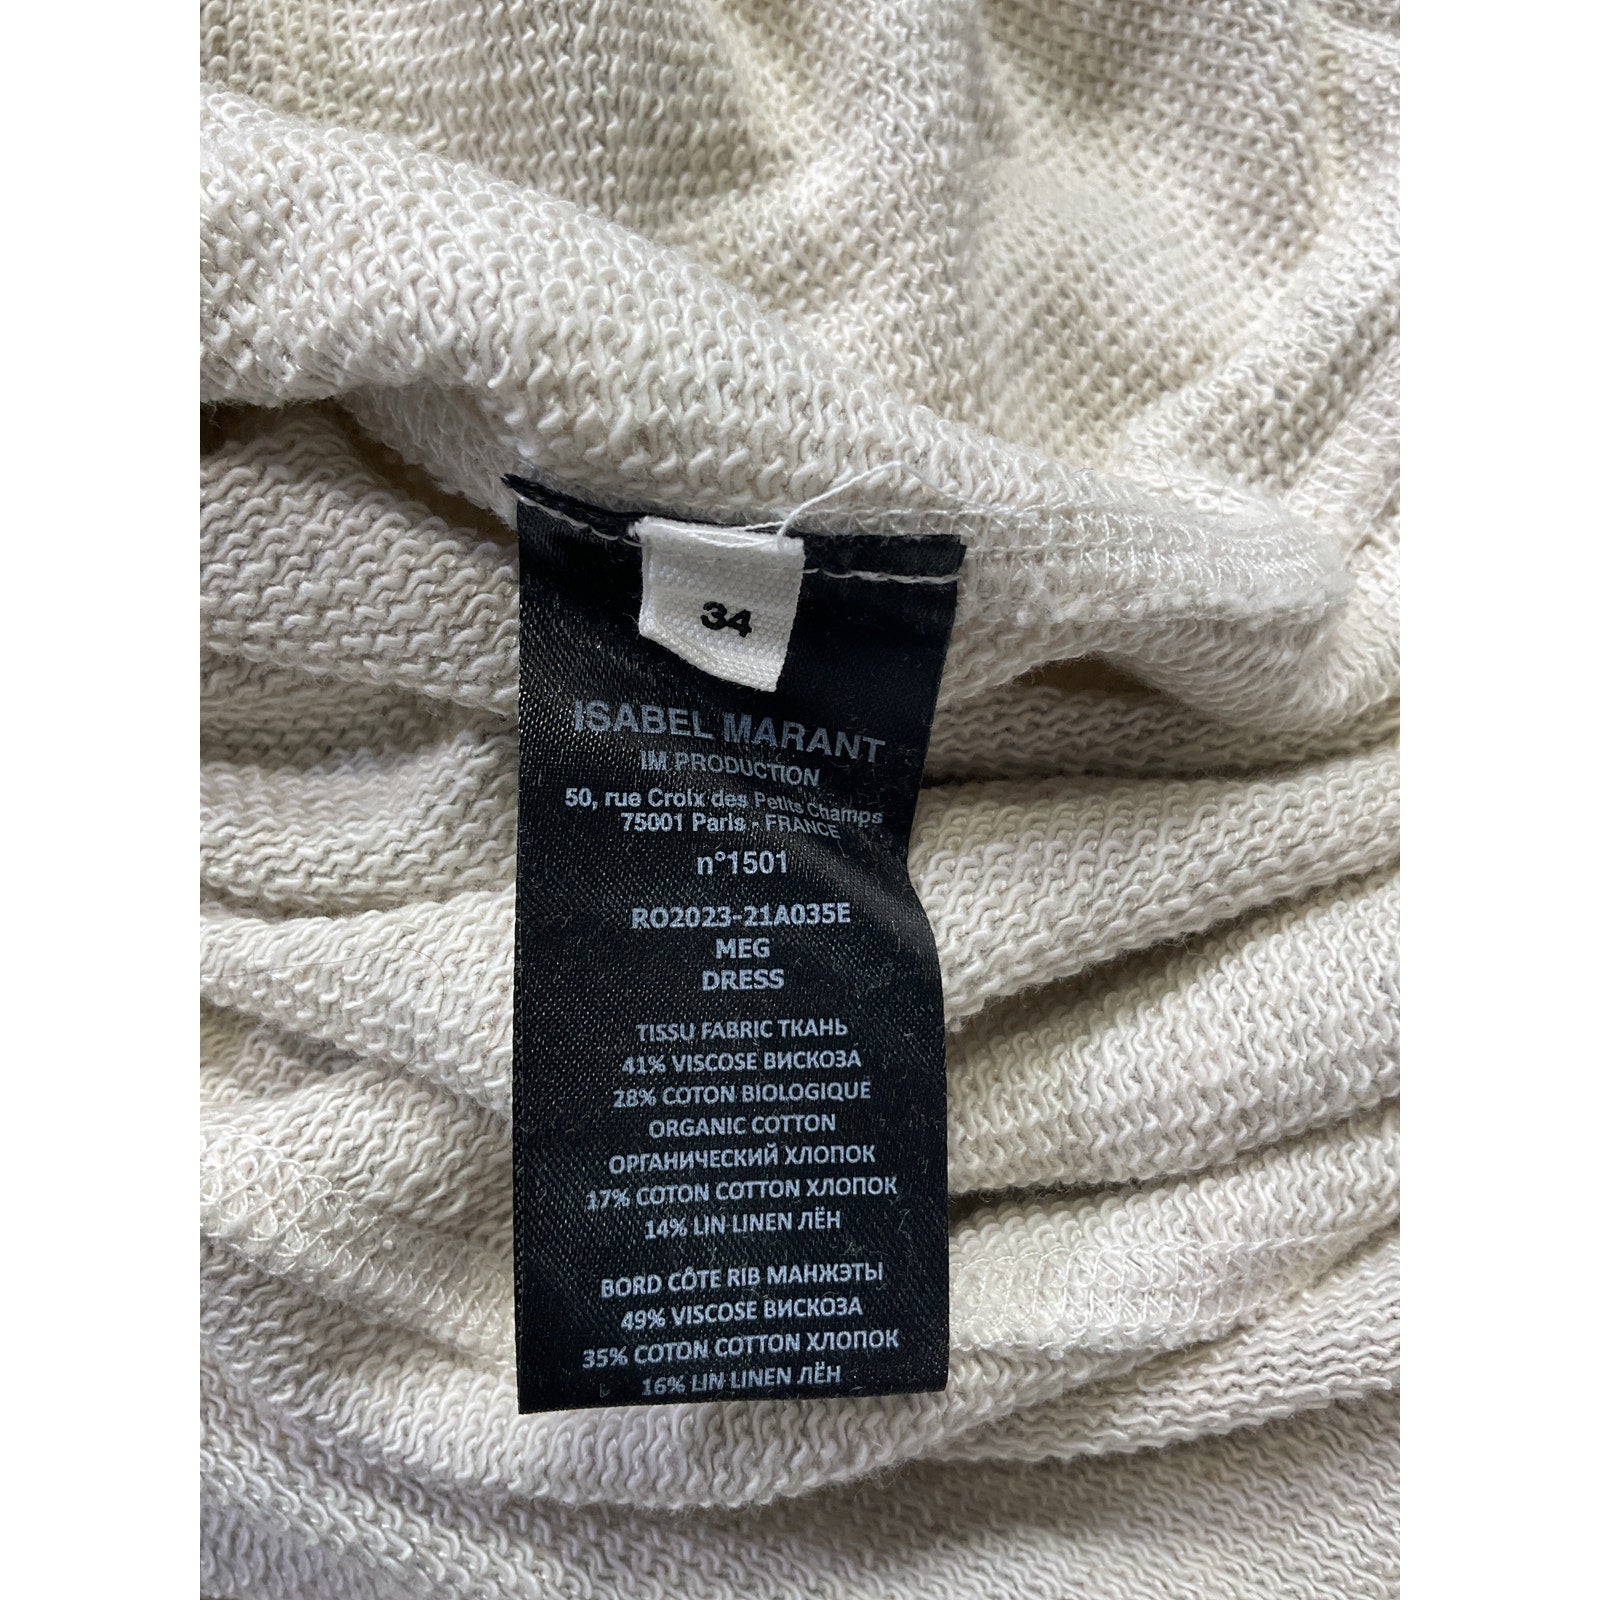 34
ISABEL MARANT
IM PRODUCTION
50, rue Croix des Petits Champs
75001 Paris - FRANCE
n°1501
RO2023-21A035E
MEG
DRESS
TISSU FABRIC ТКАНЬ
41% VISCOSE ВИСКОЗА
28% COTON BIOLOGIQUE
ORGANIC COTTON
ОРГАНИЧЕСКИЙ ХЛОПОК
17% COTON COTTON ХЛОПОК
14% LIN LINEN ЛЁН
BORD CÔTE RIB МАНЖЭТЫ
49% VISCOSE ВИСКОЗА
35% COTON COTTON ХЛОПОК
16% LIN LINEN ЛЁН